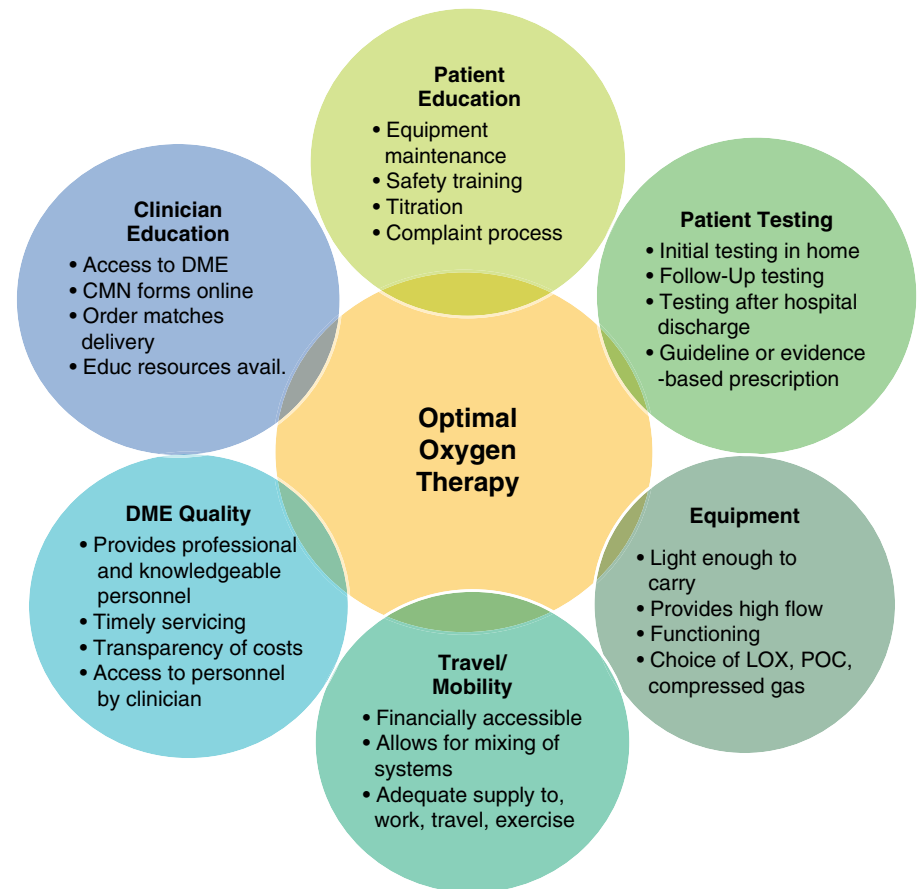 Patient
Education
• Equipment
maintenance
• Safety training
• Titration
• Complaint process
Clinician
Education
• Access to DME
• CMN forms online
• Order matches
delivery
• Educ resources avail.
Patient Testing
• Initial testing in home
• Follow-Up testing
• Testing after hospital
discharge
• Guideline or evidence
-based prescription
Optimal
Oxygen
Therapy
DME Quality
• Provides professional
and knowledgeable
personnel
• Timely servicing
• Transparency of costs
• Access to personnel
by clinician
Equipment
• Light enough to
carry
• Provides high flow
• Functioning
• Choice of LOX, POC,
compressed gas
Travel/
Mobility
• Financially accessible
• Allows for mixing of
systems
• Adequate supply to,
work, travel, exercise